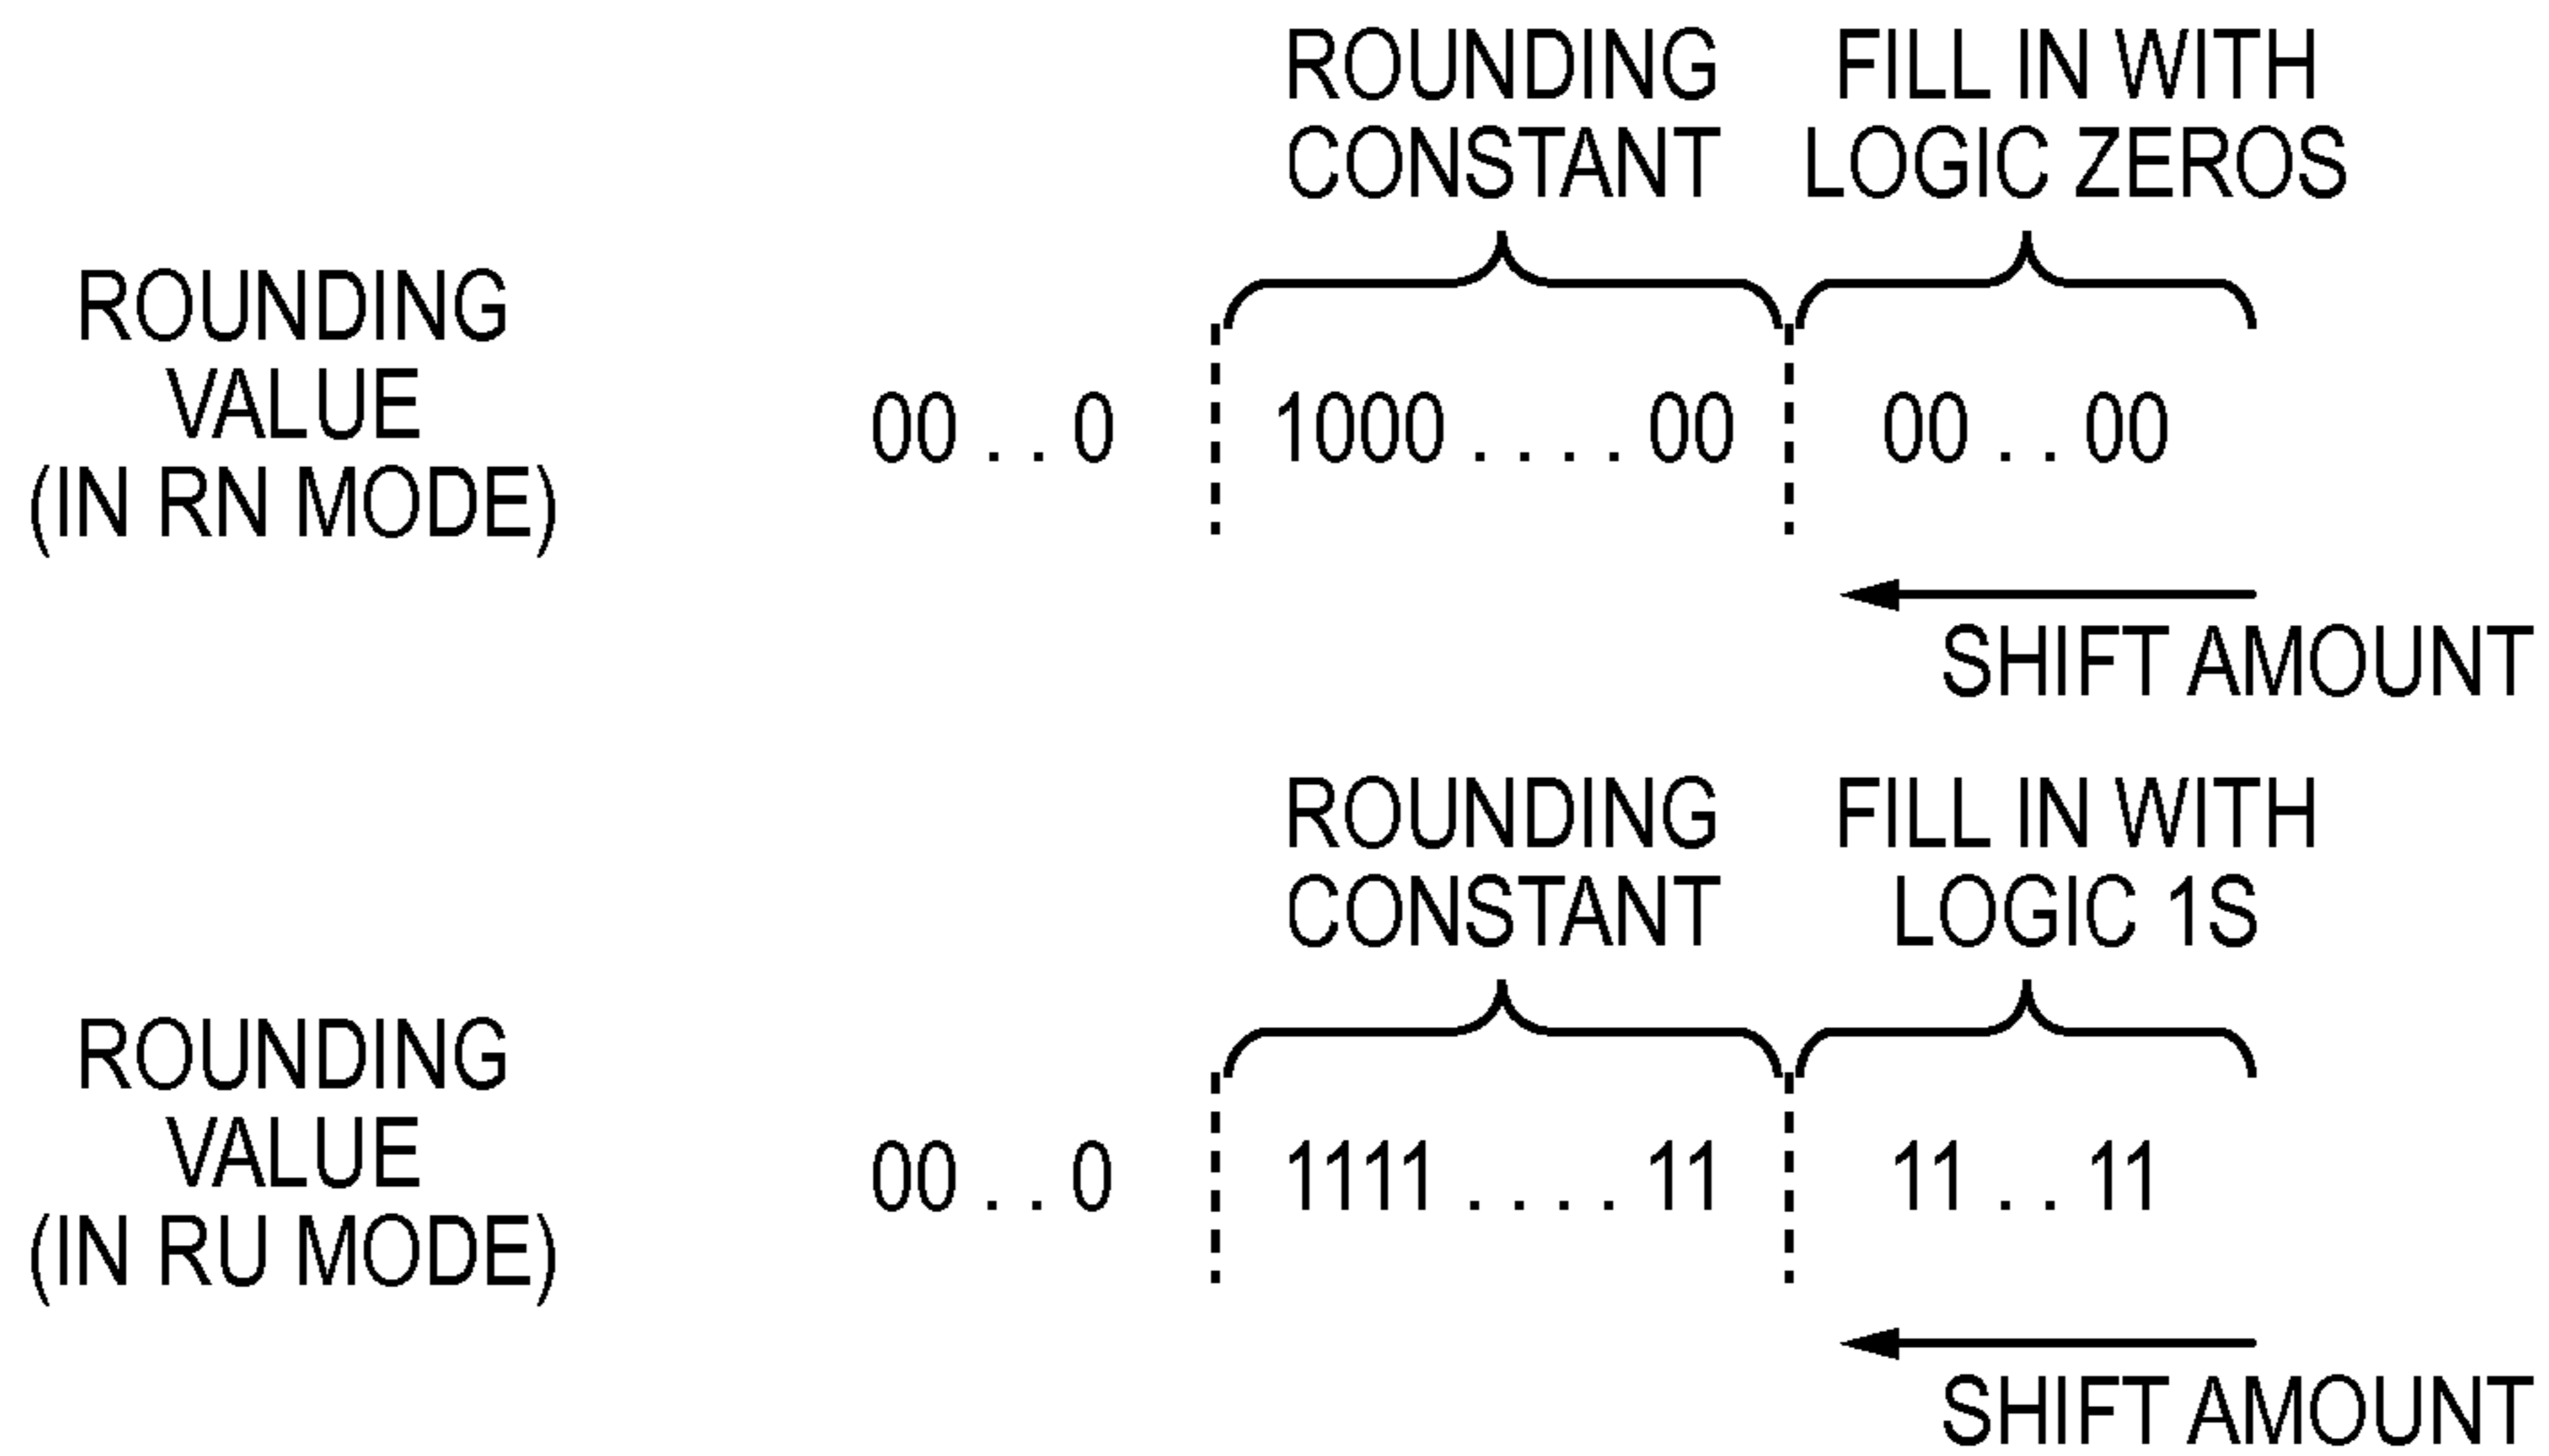 ROUNDING
CONSTANT
FILL IN WITH
LOGIC ZEROS
ROUNDING
VALUE
(IN RN MODE)
00 . . 0 1000 . . . . 00 00 . . 00
SHIFT AMOUNT
ROUNDING
CONSTANT
FILL IN WITH
LOGIC 1S
ROUNDING
VALUE
(IN RU MODE)
00 . . 0 1111 . . . . 11 11 . . 11
SHIFT AMOUNT